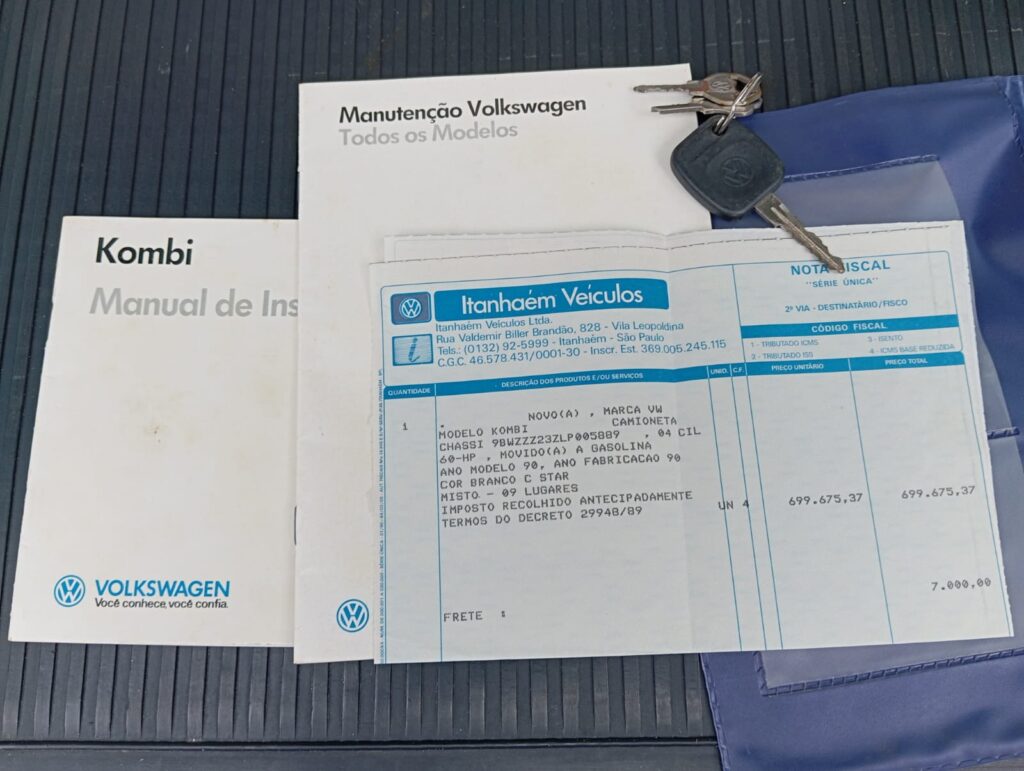 Manutenção Volkswagen
Todos os Modelos
Kombi
Manual de Ins
VOLKSWAGEN
Você conhece, você confia.
Itanhaém Veículos
Itanhaém Veículos Ltda.
Rua Valdemir Biller Brandão, 828 - Vila Leopoldina
Tels.: (0132) 92-5999 - Itanhaém - São Paulo
C.G.C. 46.578.431/0001-30 - Inscr. Est. 369.005.245.115
NOTA FISCAL
"SÉRIE ÚNICA"
2ª VIA - DESTINATÁRIO/FISCO
CÓDIGO FISCAL
1 - TRIBUTADO ICMS 3 - ISENTO
2 - TRIBUTADO ISS 4 - ICMS BASE REDUZIDA
QUANTIDADE DESCRIÇÃO DOS PRODUTOS E/OU SERVIÇOS UNID. C.F. PREÇO UNITÁRIO PREÇO TOTAL
1 NOVO(A) , MARCA VW
MODELO KOMBI CAMIONETA
CHASSI 9BWZZZ23ZLP005889 , 04 CIL
60-HP , MOVIDO(A) A GASOLINA
ANO MODELO 90, ANO FABRICACAO 90
COR BRANCO C STAR
MISTO - 09 LUGARES
IMPOSTO RECOLHIDO ANTECIPADAMENTE
TERMOS DO DECRETO 29948/89 UN 4 699.675,37 699.675,37
7.000,00
FRETE :